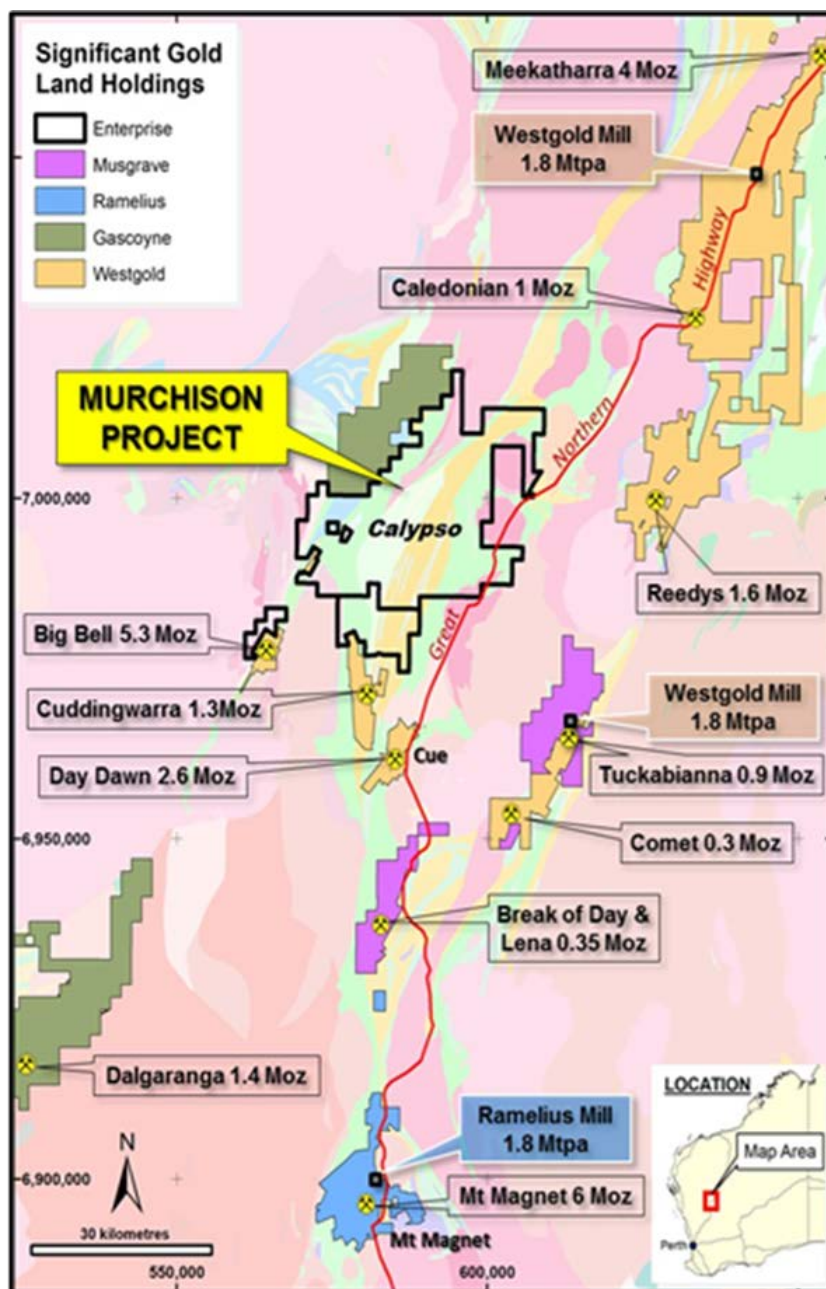 Significant Gold
Land Holdings
Enterprise
Musgrave
Ramelius
Gascoyne
Westgold
Meekatharra 4 Moz
Westgold Mill
1.8 Mtpa
Highway
Caledonian 1 Moz
MURCHISON
PROJECT
Northern
7,000,000
Calypso
Reedys 1.6 Moz
Great
Big Bell 5.3 Moz
Westgold Mill
1.8 Mtpa
Cuddingwarra 1.3Moz
Cue
Day Dawn 2.6 Moz
Tuckabianna 0.9 Moz
6,950,000
Comet 0.3 Moz
Break of Day &
Lena 0.35 Moz
Dalgaranga 1.4 Moz
LOCATION
Map Area
Perth
Ramelius Mill
1.8 Mtpa
N
6,900,000
Mt Magnet 6 Moz
30 kilometres
Mt Magnet
550,000
600,000